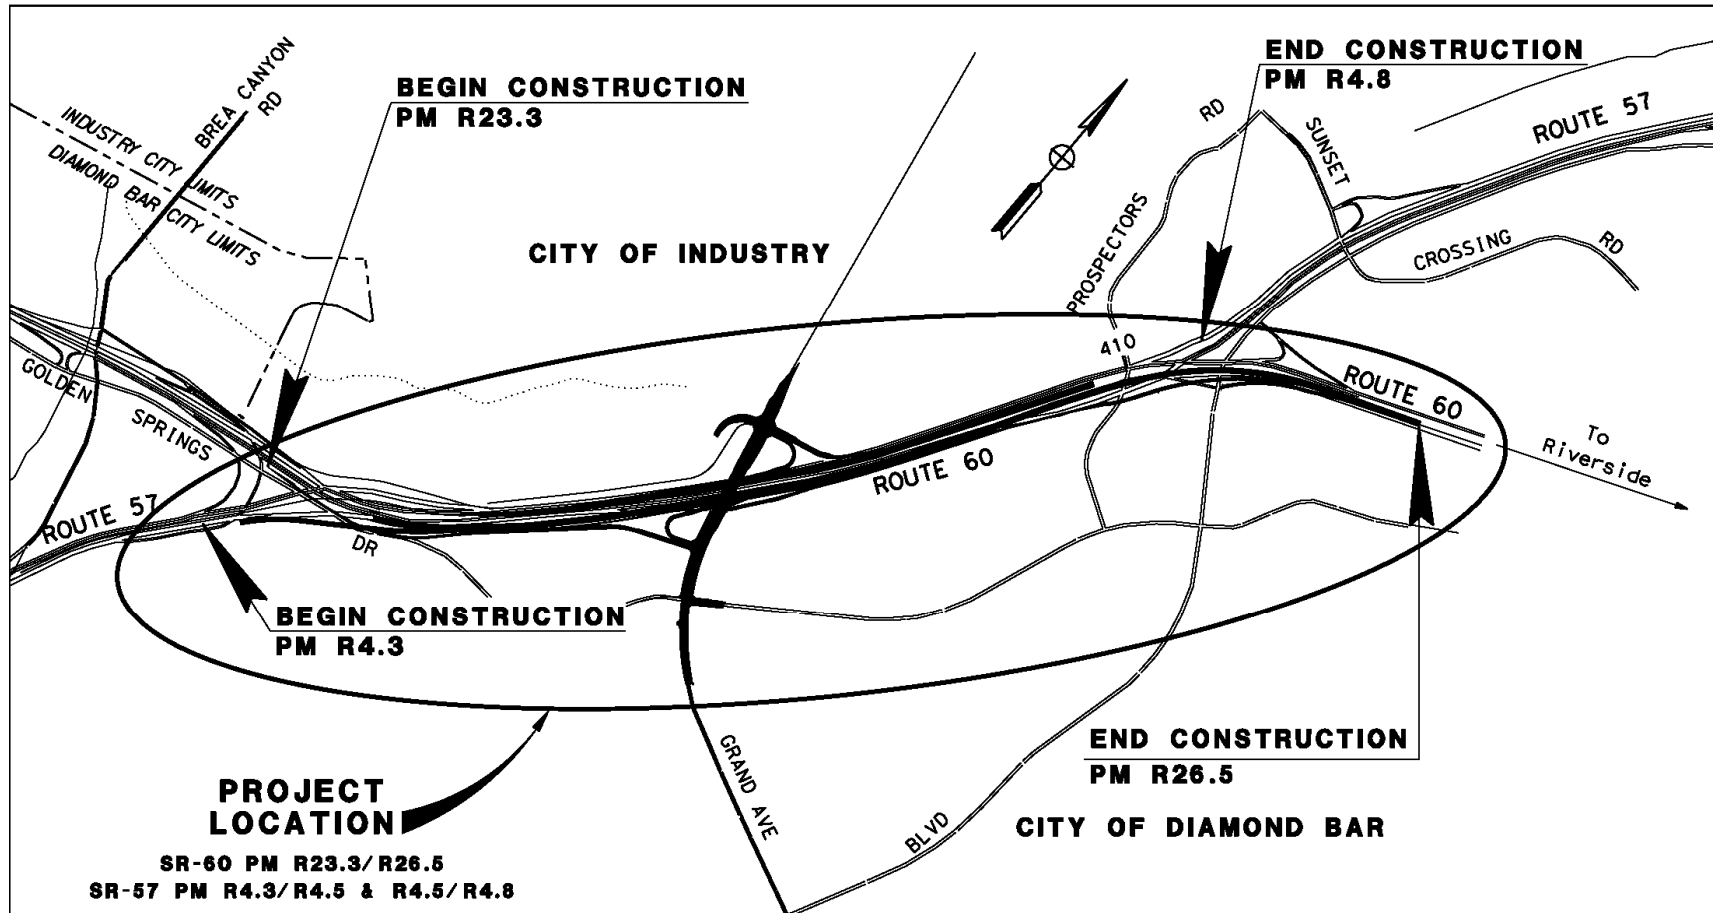 BREA CANYON
RD
INDUSTRY CITY LIMITS
DIAMOND BAR CITY LIMITS
BEGIN CONSTRUCTION
PM R23.3
END CONSTRUCTION
PM R4.8
ROUTE 57
RD
SUNSET
CITY OF INDUSTRY
PROSPECTORS
CROSSING
RD
410
GOLDEN
SPRINGS
ROUTE 60
To
Riverside
ROUTE 60
ROUTE 57
DR
BEGIN CONSTRUCTION
PM R4.3
GRAND AVE
END CONSTRUCTION
PM R26.5
PROJECT
LOCATION
BLVD
CITY OF DIAMOND BAR
SR-60 PM R23.3/R26.5
SR-57 PM R4.3/R4.5 & R4.5/R4.8